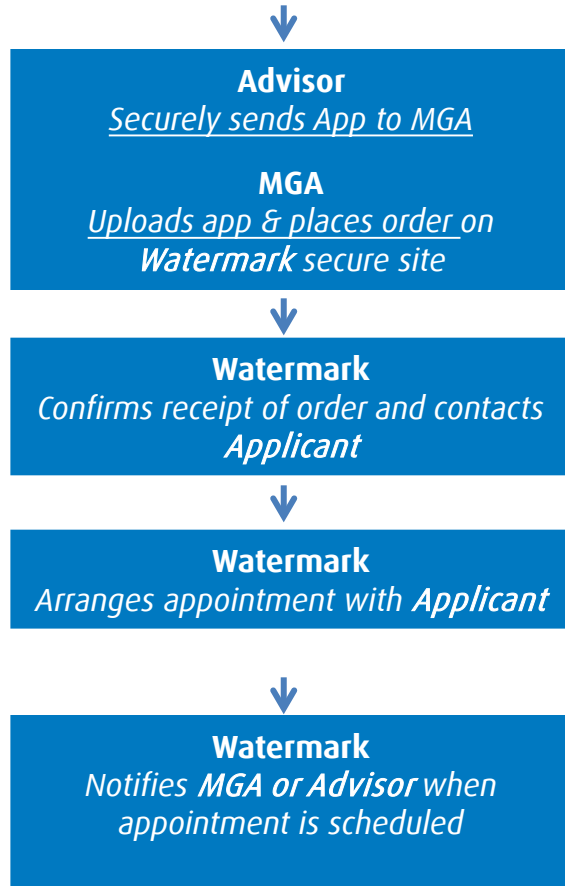 Advisor
Securely sends App to MGA
MGA
Uploads app & places order on
Watermark secure site
Watermark
Confirms receipt of order and contacts
Applicant
Watermark
Arranges appointment with Applicant
Watermark
Notifies MGA or Advisor when
appointment is scheduled